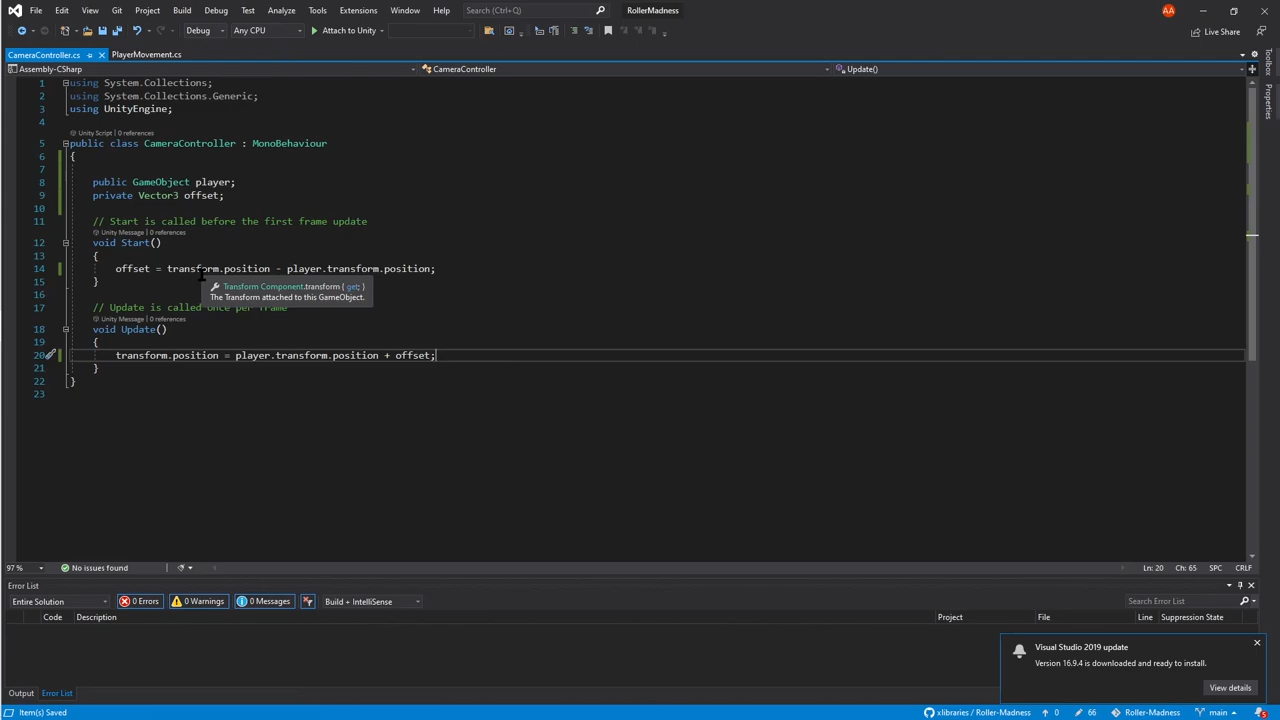 File Edit View Git Project Build Debug Test Analyze Tools Extensions Window Help Search (Ctrl+Q) RollerMadness AA
Debug Any CPU Attach to Unity Live Share
CameraController.cs PlayerMovement.cs
Assembly-CSharp CameraController Update()
Toolbox
Properties
1 using System.Collections;
2 using System.Collections.Generic;
3 using UnityEngine;
4
Unity Script | 0 references
5 public class CameraController : MonoBehaviour
6 {
7
8 public GameObject player;
9 private Vector3 offset;
10
11 // Start is called before the first frame update
Unity Message | 0 references
12 void Start()
13 {
14 offset = transform.position - player.transform.position;
15 }
Transform Component.transform { get; }
The Transform attached to this GameObject.
16
17 // Update is called once per frame
Unity Message | 0 references
18 void Update()
19 {
20 transform.position = player.transform.position + offset;
21 }
22 }
23
97 % No issues found Ln: 20 Ch: 65 SPC CRLF
Error List
Entire Solution 0 Errors 0 Warnings 0 Messages Build + IntelliSense Search Error List
Code Description Project File Line Suppression State
Visual Studio 2019 update
Version 16.9.4 is downloaded and ready to install.
View details
Output Error List
Item(s) Saved xlibraries / Roller-Madness 0 66 Roller-Madness main 5